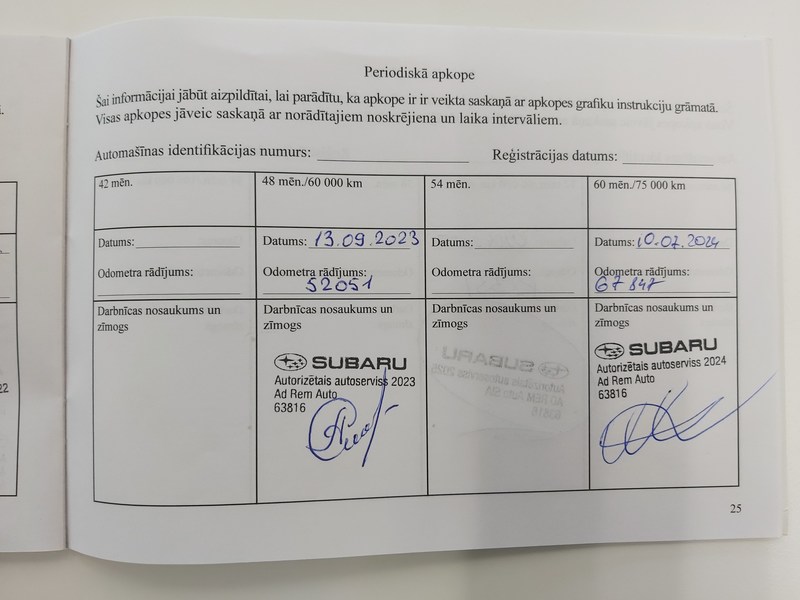 Periodiskā apkope
Šai informācijai jābūt aizpildītai, lai parādītu, ka apkope ir ir veikta saskaņā ar apkopes grafiku instrukciju grāmatā.
Visas apkopes jāveic saskaņā ar norādītajiem noskrējiena un laika intervāliem.
Automašīnas identifikācijas numurs: Reģistrācijas datums:
42 mēn.
Datums:
Odometra rādījums:
Darbnīcas nosaukums un
zīmogs
48 mēn./60 000 km
Datums: 13.09.2023
Odometra rādījums:
52051
Darbnīcas nosaukums un
zīmogs
SUBARU
Autorizētais autoserviss 2023
Ad Rem Auto
63816
54 mēn.
Datums:
Odometra rādījums:
Darbnīcas nosaukums un
zīmogs
60 mēn./75 000 km
Datums: 10.07.2024
Odometra rādījums:
67847
Darbnīcas nosaukums un
zīmogs
SUBARU
Autorizētais autoserviss 2024
Ad Rem Auto
63816
25